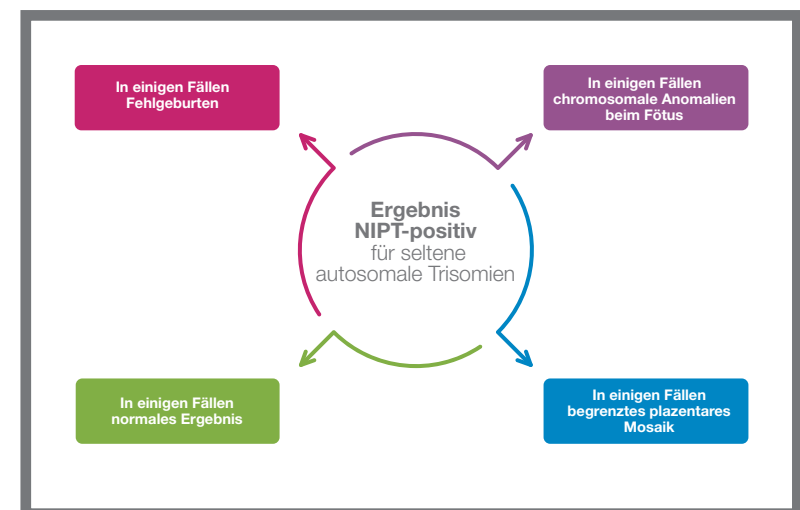 In einigen Fällen
Fehlgeburten
In einigen Fällen
chromosomale Anomalien
beim Fötus
Ergebnis
NIPT-positiv
für seltene
autosomale Trisomien
In einigen Fällen
normales Ergebnis
In einigen Fällen
begrenztes plazentares
Mosaik